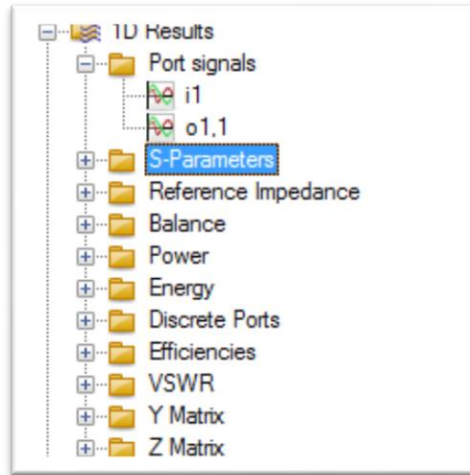 1D Results
Port signals
i1
o1,1
S-Parameters
Reference Impedance
Balance
Power
Energy
Discrete Ports
Efficiencies
VSWR
Y Matrix
Z Matrix